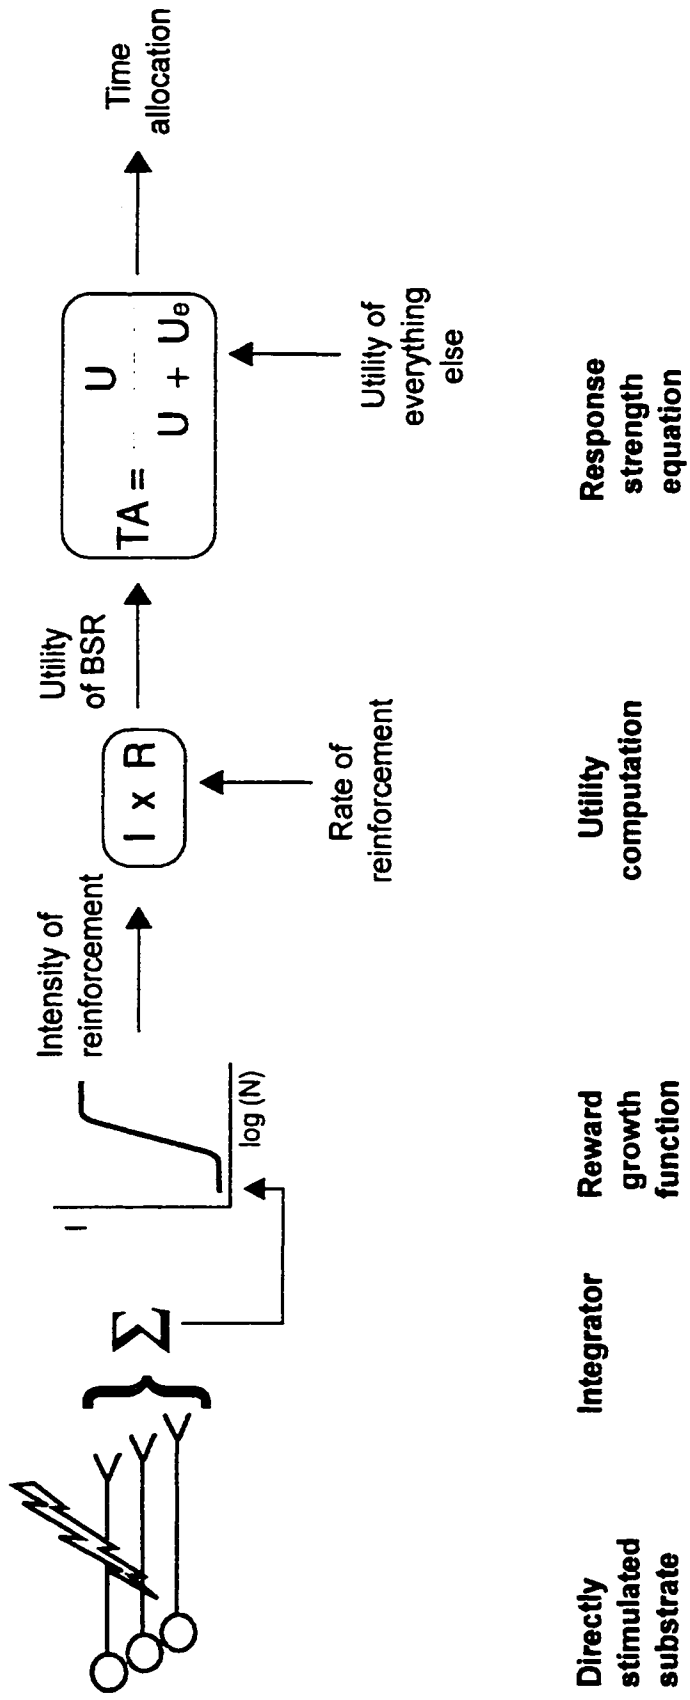 I
log (N)
Intensity of
reinforcement
I x R
Rate of
reinforcement
Utility
of BSR
TA =
U
U + Ue
Utility of
everything
else
Time
allocation
Σ
Directly
stimulated
substrate
Integrator
Reward
growth
function
Utility
computation
Response
strength
equation